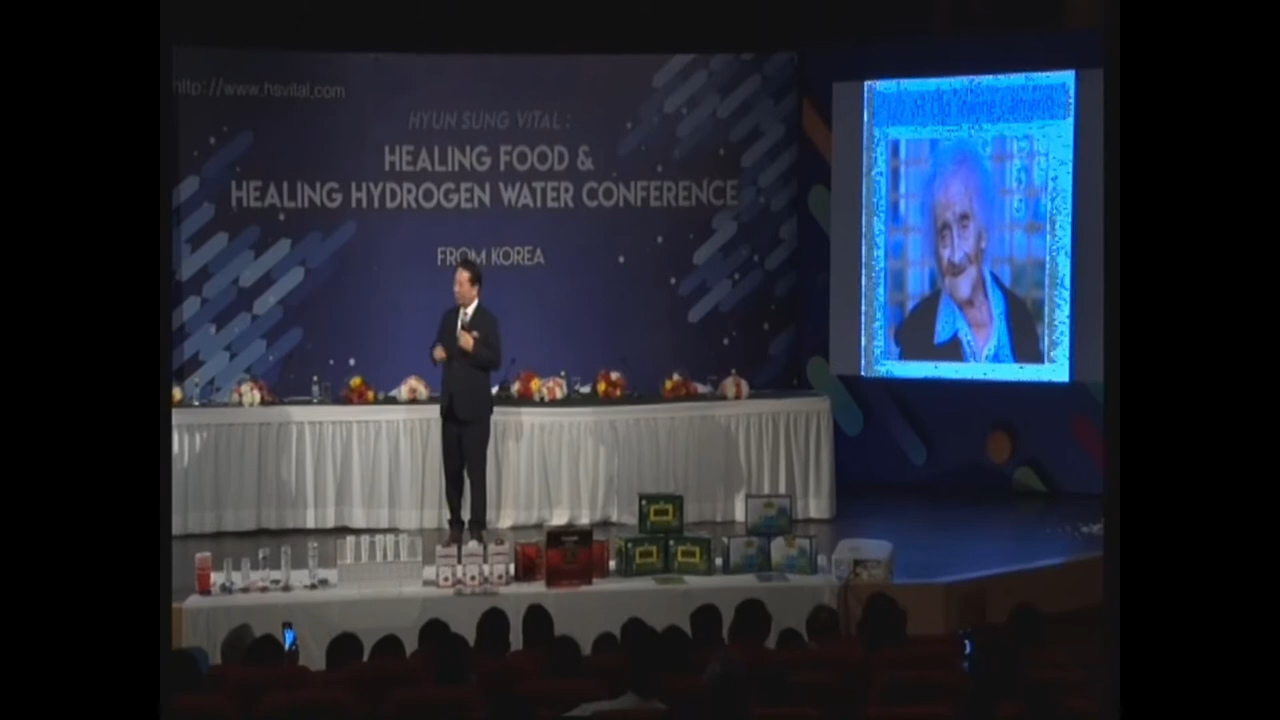 http://www.hsvital.com
HYUN SUNG VITAL :
HEALING FOOD &
HEALING HYDROGEN WATER CONFERENCE
FROM KOREA